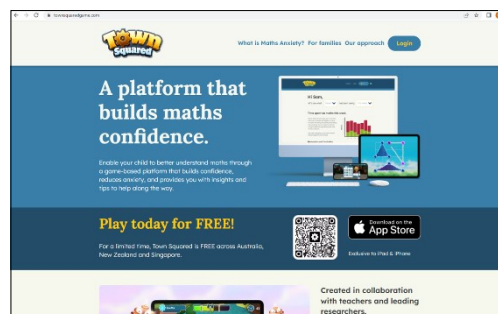 townsquaredgame.com
Town
Squared
What is Maths Anxiety? For families Our approach Login
A platform that
builds maths
confidence.
Enable your child to better understand maths through
a game-based platform that builds confidence,
reduces anxiety, and provides you with insights and
tips to help along the way.
Play today for FREE!
For a limited time, Town Squared is FREE across Australia,
New Zealand and Singapore.
Download on the
App Store
Exclusive to iPad & iPhone
Created in collaboration
with teachers and leading
researchers.